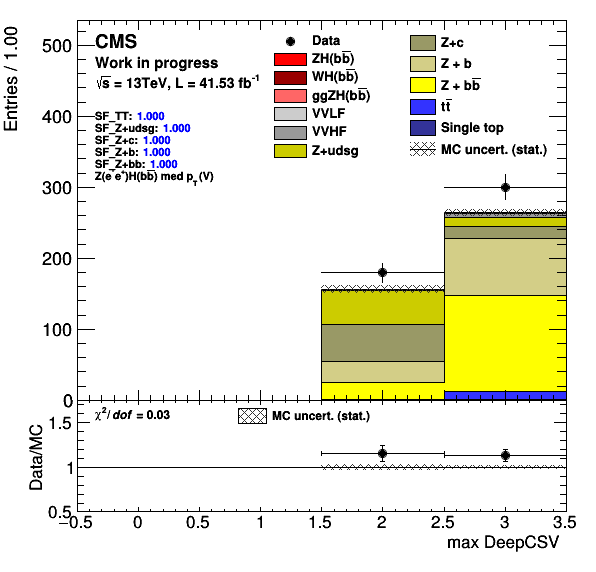 CMS
Work in progress
√s = 13TeV, L = 41.53 fb⁻¹
SF_TT: 1.000
SF_Z+udsg: 1.000
SF_Z+c: 1.000
SF_Z+b: 1.000
SF_Z+bb: 1.000
Z(e⁻e⁺)H(bb̅) med p_T(V)
Data
ZH(bb̅)
WH(bb̅)
ggZH(bb̅)
VVLF
VVHF
Z+udsg
Z+c
Z + b
Z + bb̅
tt̅
Single top
MC uncert. (stat.)
Entries / 1.00
500
400
300
200
100
0
χ²/dof = 0.03
MC uncert. (stat.)
Data/MC
1.5
1
0.5
−0.5 0 0.5 1 1.5 2 2.5 3 3.5
max DeepCSV